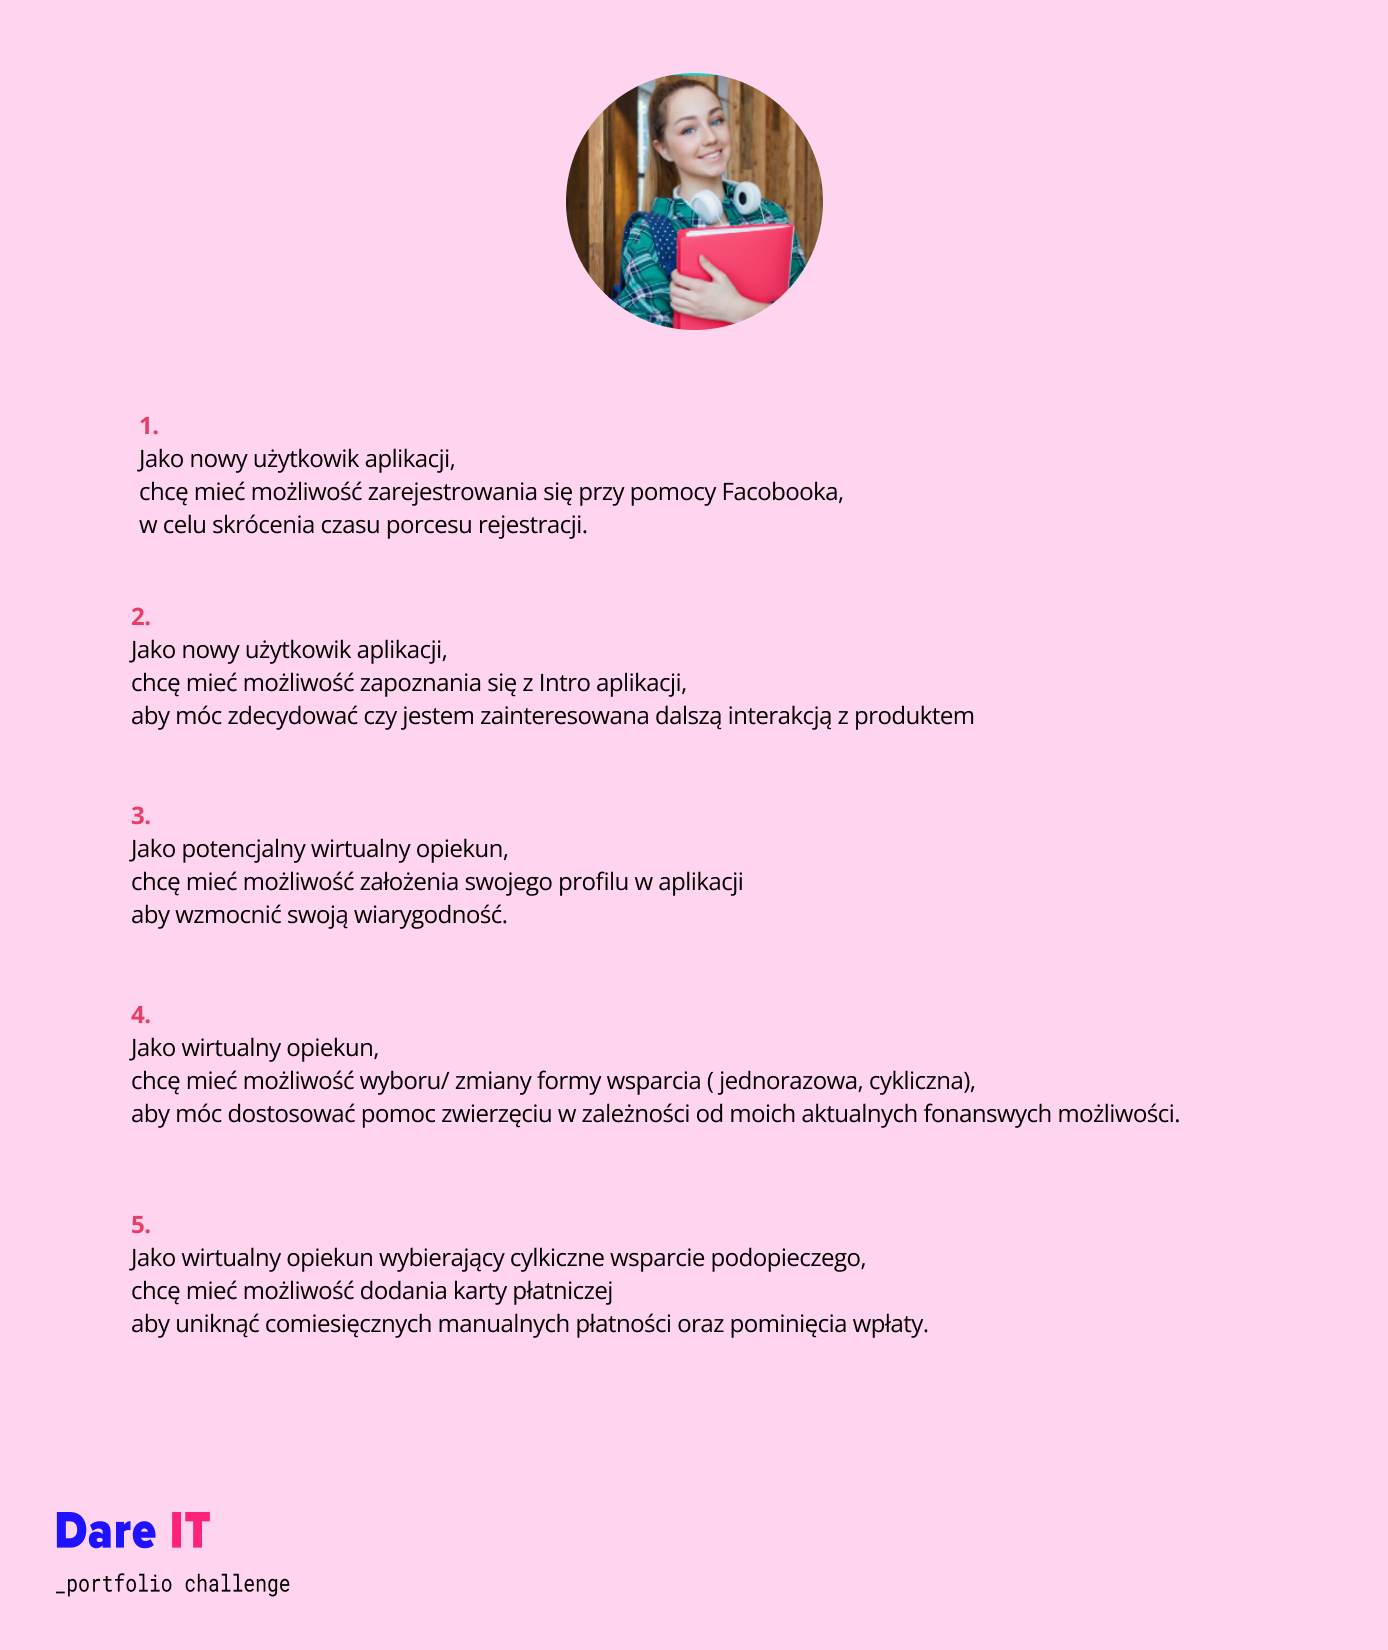 1.
Jako nowy użytkowik aplikacji,
chcę mieć możliwość zarejestrowania się przy pomocy Facobooka,
w celu skrócenia czasu porcesu rejestracji.
2.
Jako nowy użytkowik aplikacji,
chcę mieć możliwość zapoznania się z Intro aplikacji,
aby móc zdecydować czy jestem zainteresowana dalszą interakcją z produktem
3.
Jako potencjalny wirtualny opiekun,
chcę mieć możliwość założenia swojego profilu w aplikacji
aby wzmocnić swoją wiarygodność.
4.
Jako wirtualny opiekun,
chcę mieć możliwość wyboru/ zmiany formy wsparcia ( jednorazowa, cykliczna),
aby móc dostosować pomoc zwierzęciu w zależności od moich aktualnych fonanswych możliwości.
5.
Jako wirtualny opiekun wybierający cylkiczne wsparcie podopieczego,
chcę mieć możliwość dodania karty płatniczej
aby uniknąć comiesięcznych manualnych płatności oraz pominięcia wpłaty.
Dare IT
_portfolio challenge